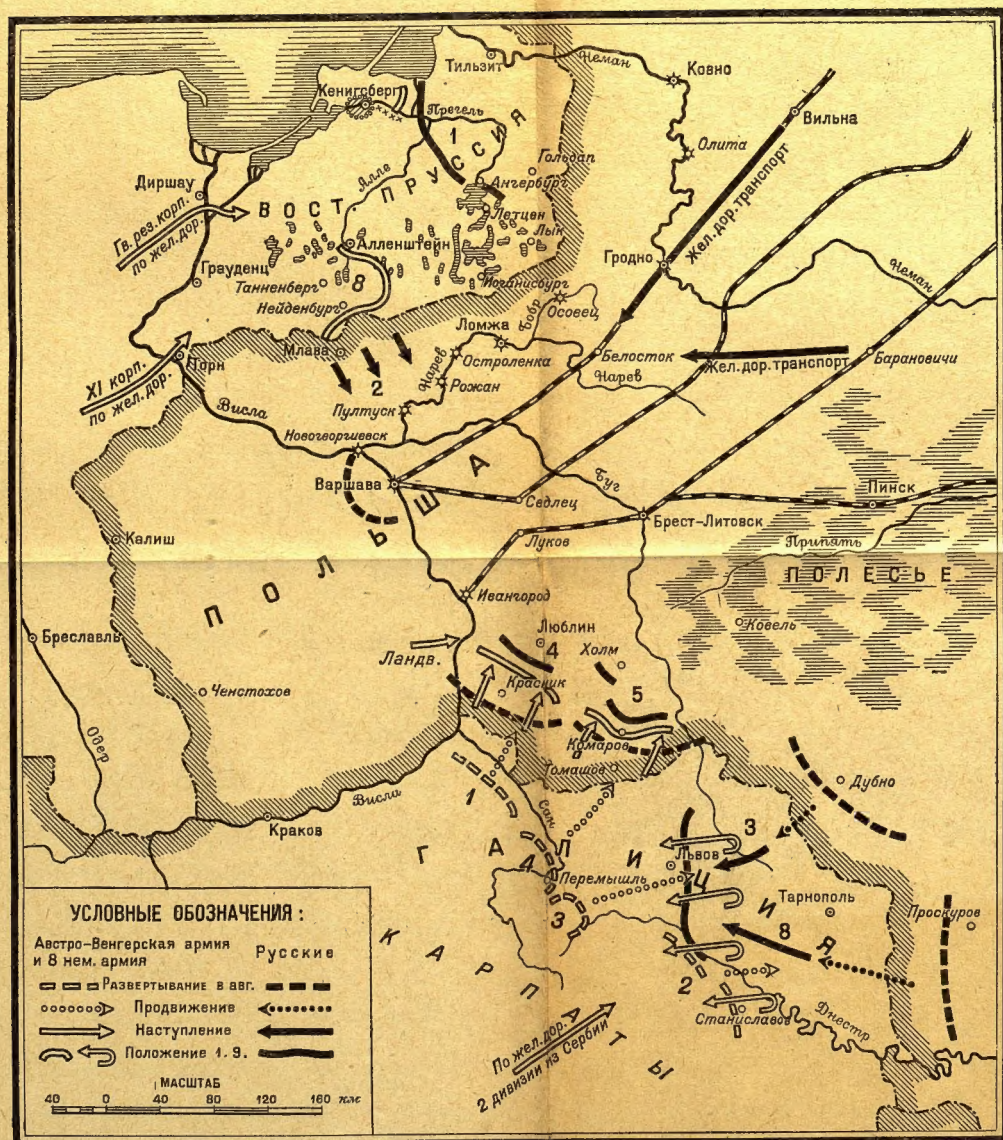 Тильзит
Неман
Ковно
Кенигсберг
Прегель
Вильна
1
Олита
Гольдап
Жел. дор. транспорт
Диршау
Алле
Ангербург
ВОСТ ПРУССИЯ
Летцен
Гв. рез. корп.
по жел. дор.
Алленштейн
Лык
Гродно
Грауденц
8
Танненберг
Иоганисбург
Неман
Нейденбург
Бобр
Осовец
Млава
Ломжа
Торн
XI корп.
по жел. дор.
Остроленка
Белосток
Жел. дор. транспорт
Барановичи
2
Нарев
Рожан
Нарев
Висла
Пултуск
Новогеоргиевск
Варшава
Буг
Седлец
Пинск
Брест-Литовск
Калиш
Луков
Припять
ПОЛЬША
ПОЛЕСЬЕ
Ивангород
Ковель
Бреславль
Люблин
Ландв.
4
Холм
Красник
5
Ченстохов
Одер
Комаров
Томашов
Дубно
Висла
1
Краков
Сан
3
ГАЛИЦИЯ
Львов
4
Перемышль
Тарнополь
3
Проскуров
8
КАРПАТЫ
2
Станиславов
Днестр
По жел. дор.
2 дивизии из Сербии
УСЛОВНЫЕ ОБОЗНАЧЕНИЯ:
Австро-Венгерская армия
и 8 нем. армия
Русские
Развертывание в авг.
Продвижение
Наступление
Положение 1. 9.
МАСШТАБ
40 0 40 80 120 160 км